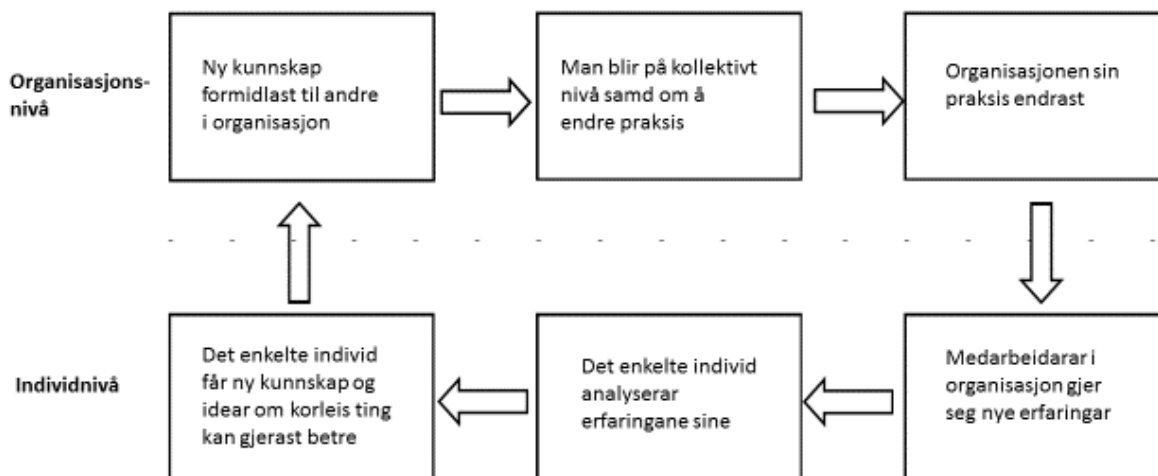 Organisasjons-
nivå
Ny kunnskap
formidlast til andre
i organisasjon
Man blir på kollektivt
nivå samd om å
endre praksis
Organisasjonen sin
praksis endrast
Individnivå
Det enkelte individ
får ny kunnskap og
idear om korleis ting
kan gjerast betre
Det enkelte individ
analyserar
erfaringane sine
Medarbeidarar i
organisasjon gjer
seg nye erfaringar